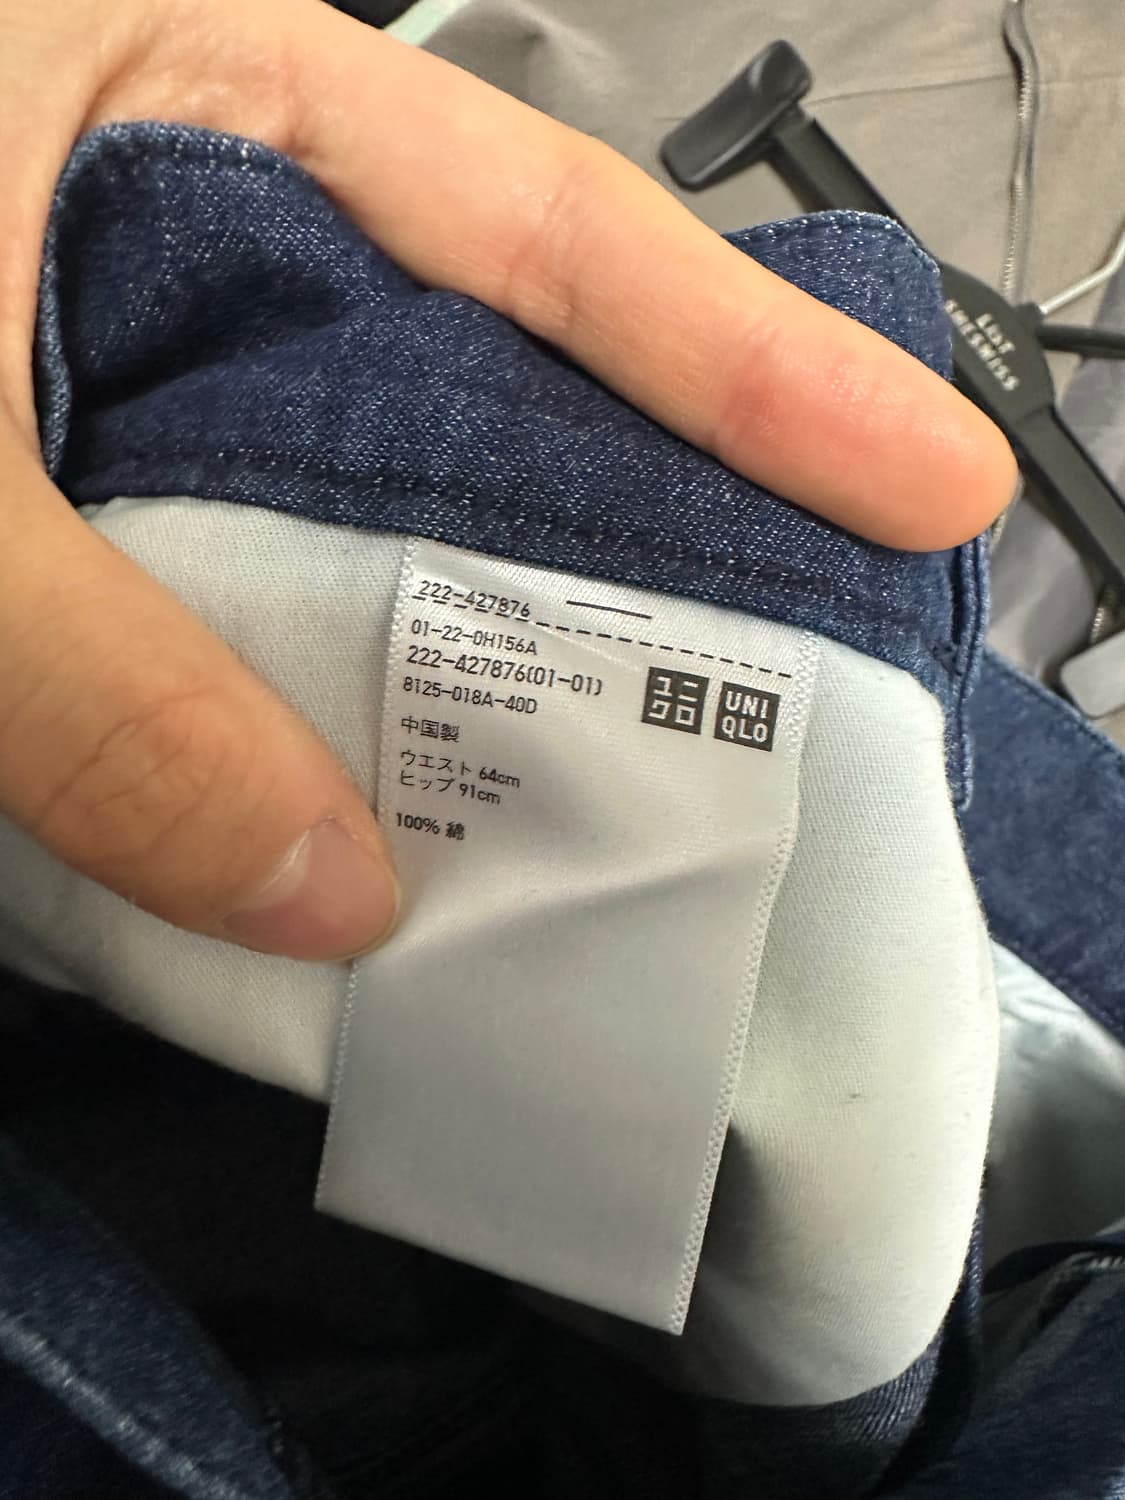 222-427876
01-22-0H156A
222-427876(01-01)
8125-018A-40D
ユニ
クロ
UNI
QLO
中国製
ウエスト 64cm
ヒップ 91cm
100% 綿
LIFT